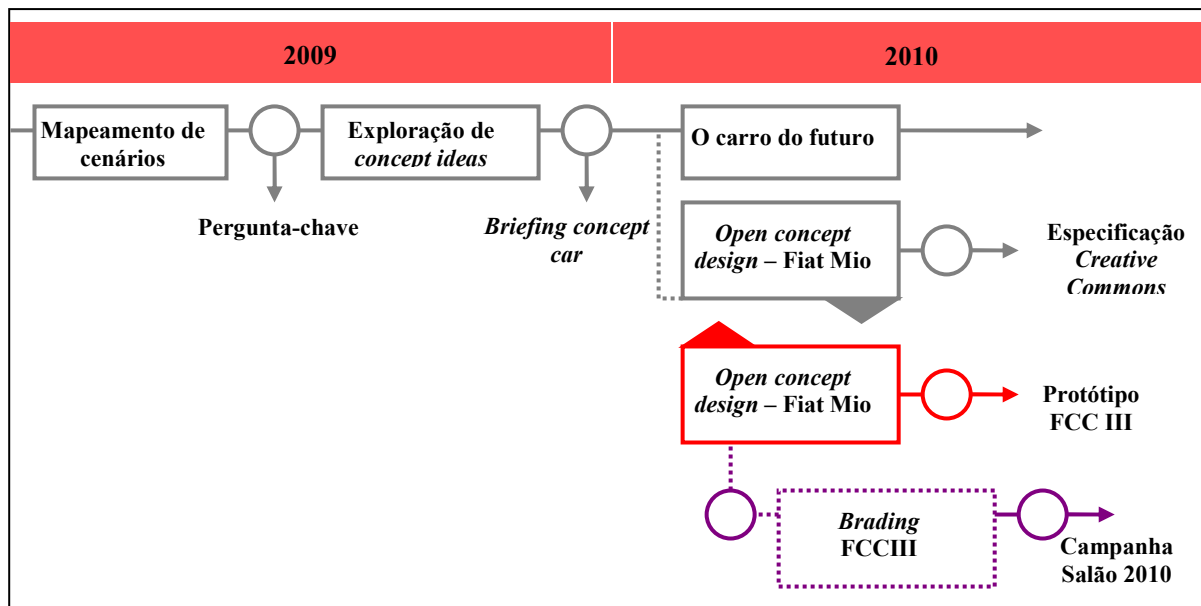 2009
2010
Mapeamento de
cenários
Exploração de
concept ideas
O carro do futuro
Pergunta-chave
Briefing concept
car
Open concept
design – Fiat Mio
Especificação
Creative
Commons
Open concept
design – Fiat Mio
Protótipo
FCC III
Brading
FCCIII
Campanha
Salão 2010